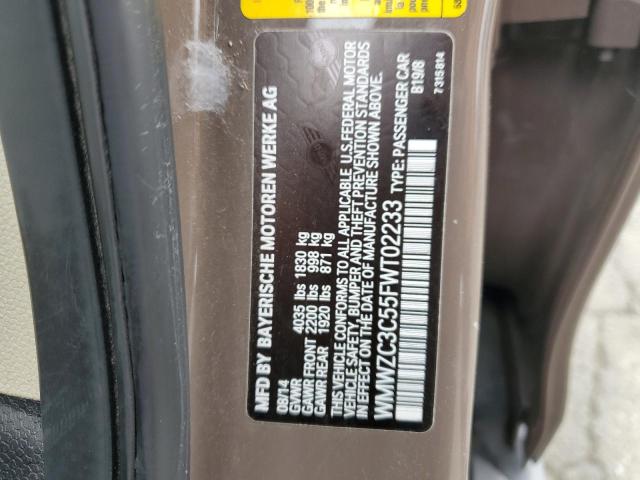 MFD BY BAYERISCHE MOTOREN WERKE AG
08/14
GVWR 4035 lbs 1830 kg
GAWR FRONT 2200 lbs 998 kg
GAWR REAR 1920 lbs 871 kg
THIS VEHICLE CONFORMS TO ALL APPLICABLE U.S. FEDERAL MOTOR
VEHICLE SAFETY, BUMPER AND THEFT PREVENTION STANDARDS
IN EFFECT ON THE DATE OF MANUFACTURE SHOWN ABOVE.
WMWZC3C55FWT02233 TYPE: PASSENGER CAR
B19/8
7 315 814